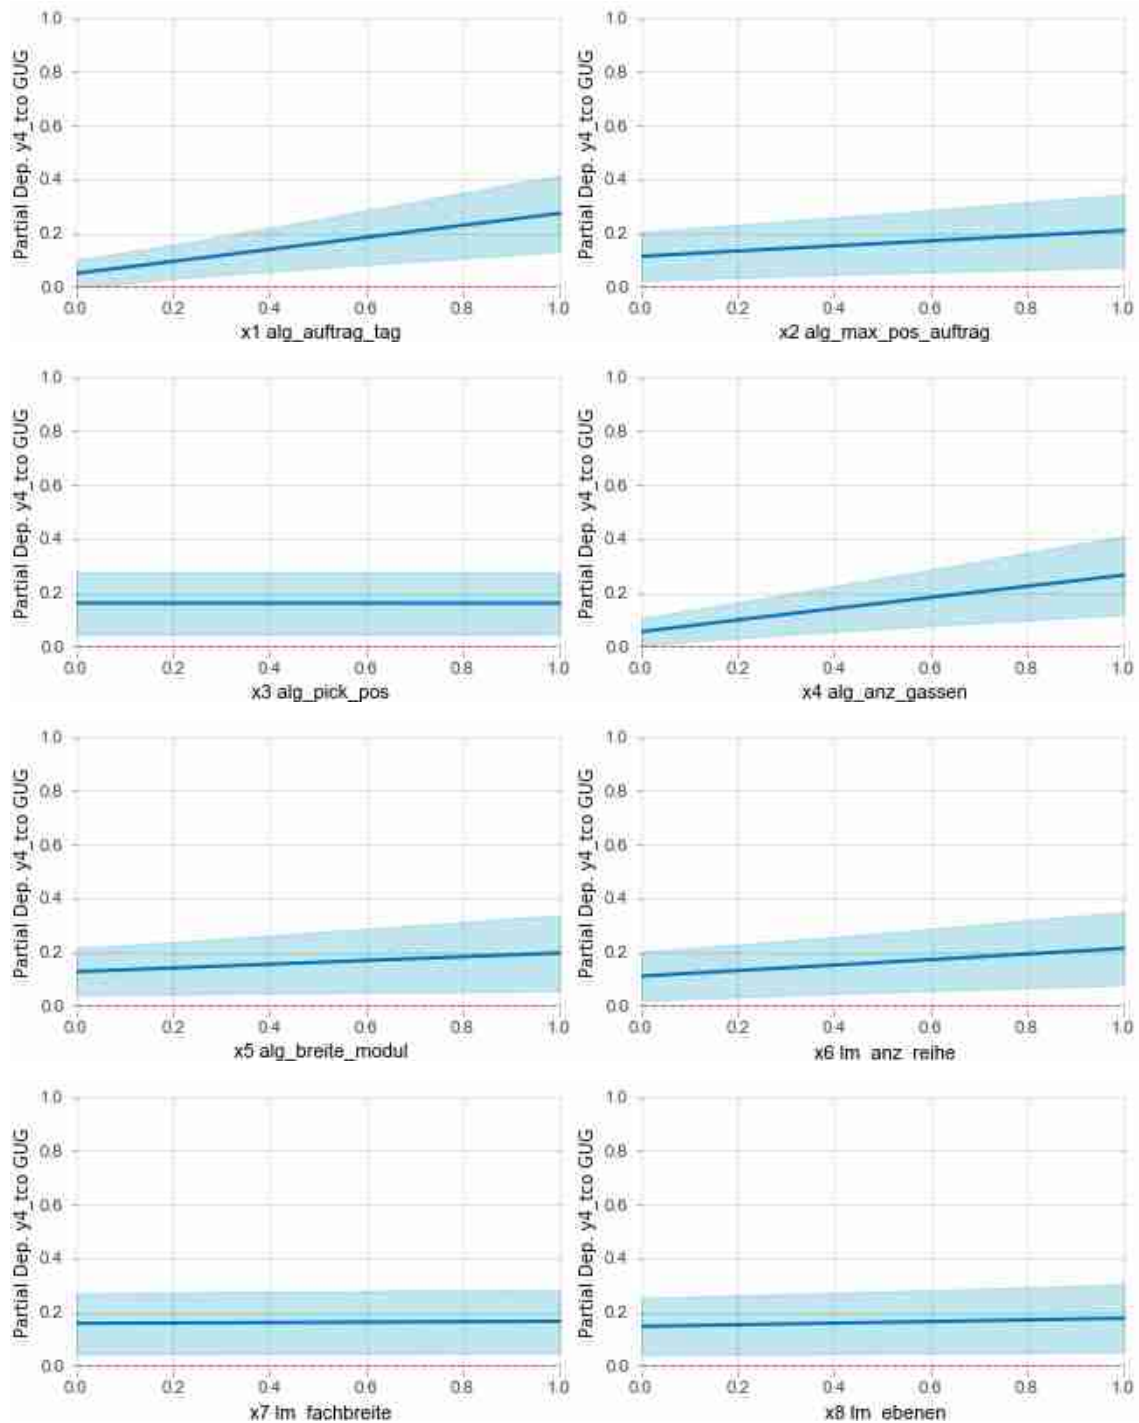 Partial Dep. y4_tco GUG
1.0
0.8
0.6
0.4
0.2
0.0
0.0 0.2 0.4 0.6 0.8 1.0
x1 alg_auftrag_tag
Partial Dep. y4_tco GUG
1.0
0.8
0.6
0.4
0.2
0.0
0.0 0.2 0.4 0.6 0.8 1.0
x2 alg_max_pos_auftrag
Partial Dep. y4_tco GUG
1.0
0.8
0.6
0.4
0.2
0.0
0.0 0.2 0.4 0.6 0.8 1.0
x3 alg_pick_pos
Partial Dep. y4_tco GUG
1.0
0.8
0.6
0.4
0.2
0.0
0.0 0.2 0.4 0.6 0.8 1.0
x4 alg_anz_gassen
Partial Dep. y4_tco GUG
1.0
0.8
0.6
0.4
0.2
0.0
0.0 0.2 0.4 0.6 0.8 1.0
x5 alg_breite_modul
Partial Dep. y4_tco GUG
1.0
0.8
0.6
0.4
0.2
0.0
0.0 0.2 0.4 0.6 0.8 1.0
x6 lm_anz_reihe
Partial Dep. y4_tco GUG
1.0
0.8
0.6
0.4
0.2
0.0
0.0 0.2 0.4 0.6 0.8 1.0
x7 lm_fachbreite
Partial Dep. y4_tco GUG
1.0
0.8
0.6
0.4
0.2
0.0
0.0 0.2 0.4 0.6 0.8 1.0
x8 lm_ebenen